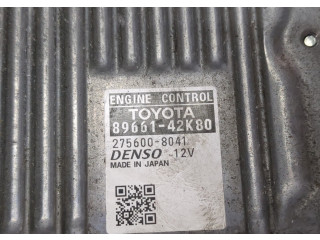 ENGINE CONTROL
TOYOTA
89661-42K80
275600-8041
DENSO 12V
MADE IN JAPAN